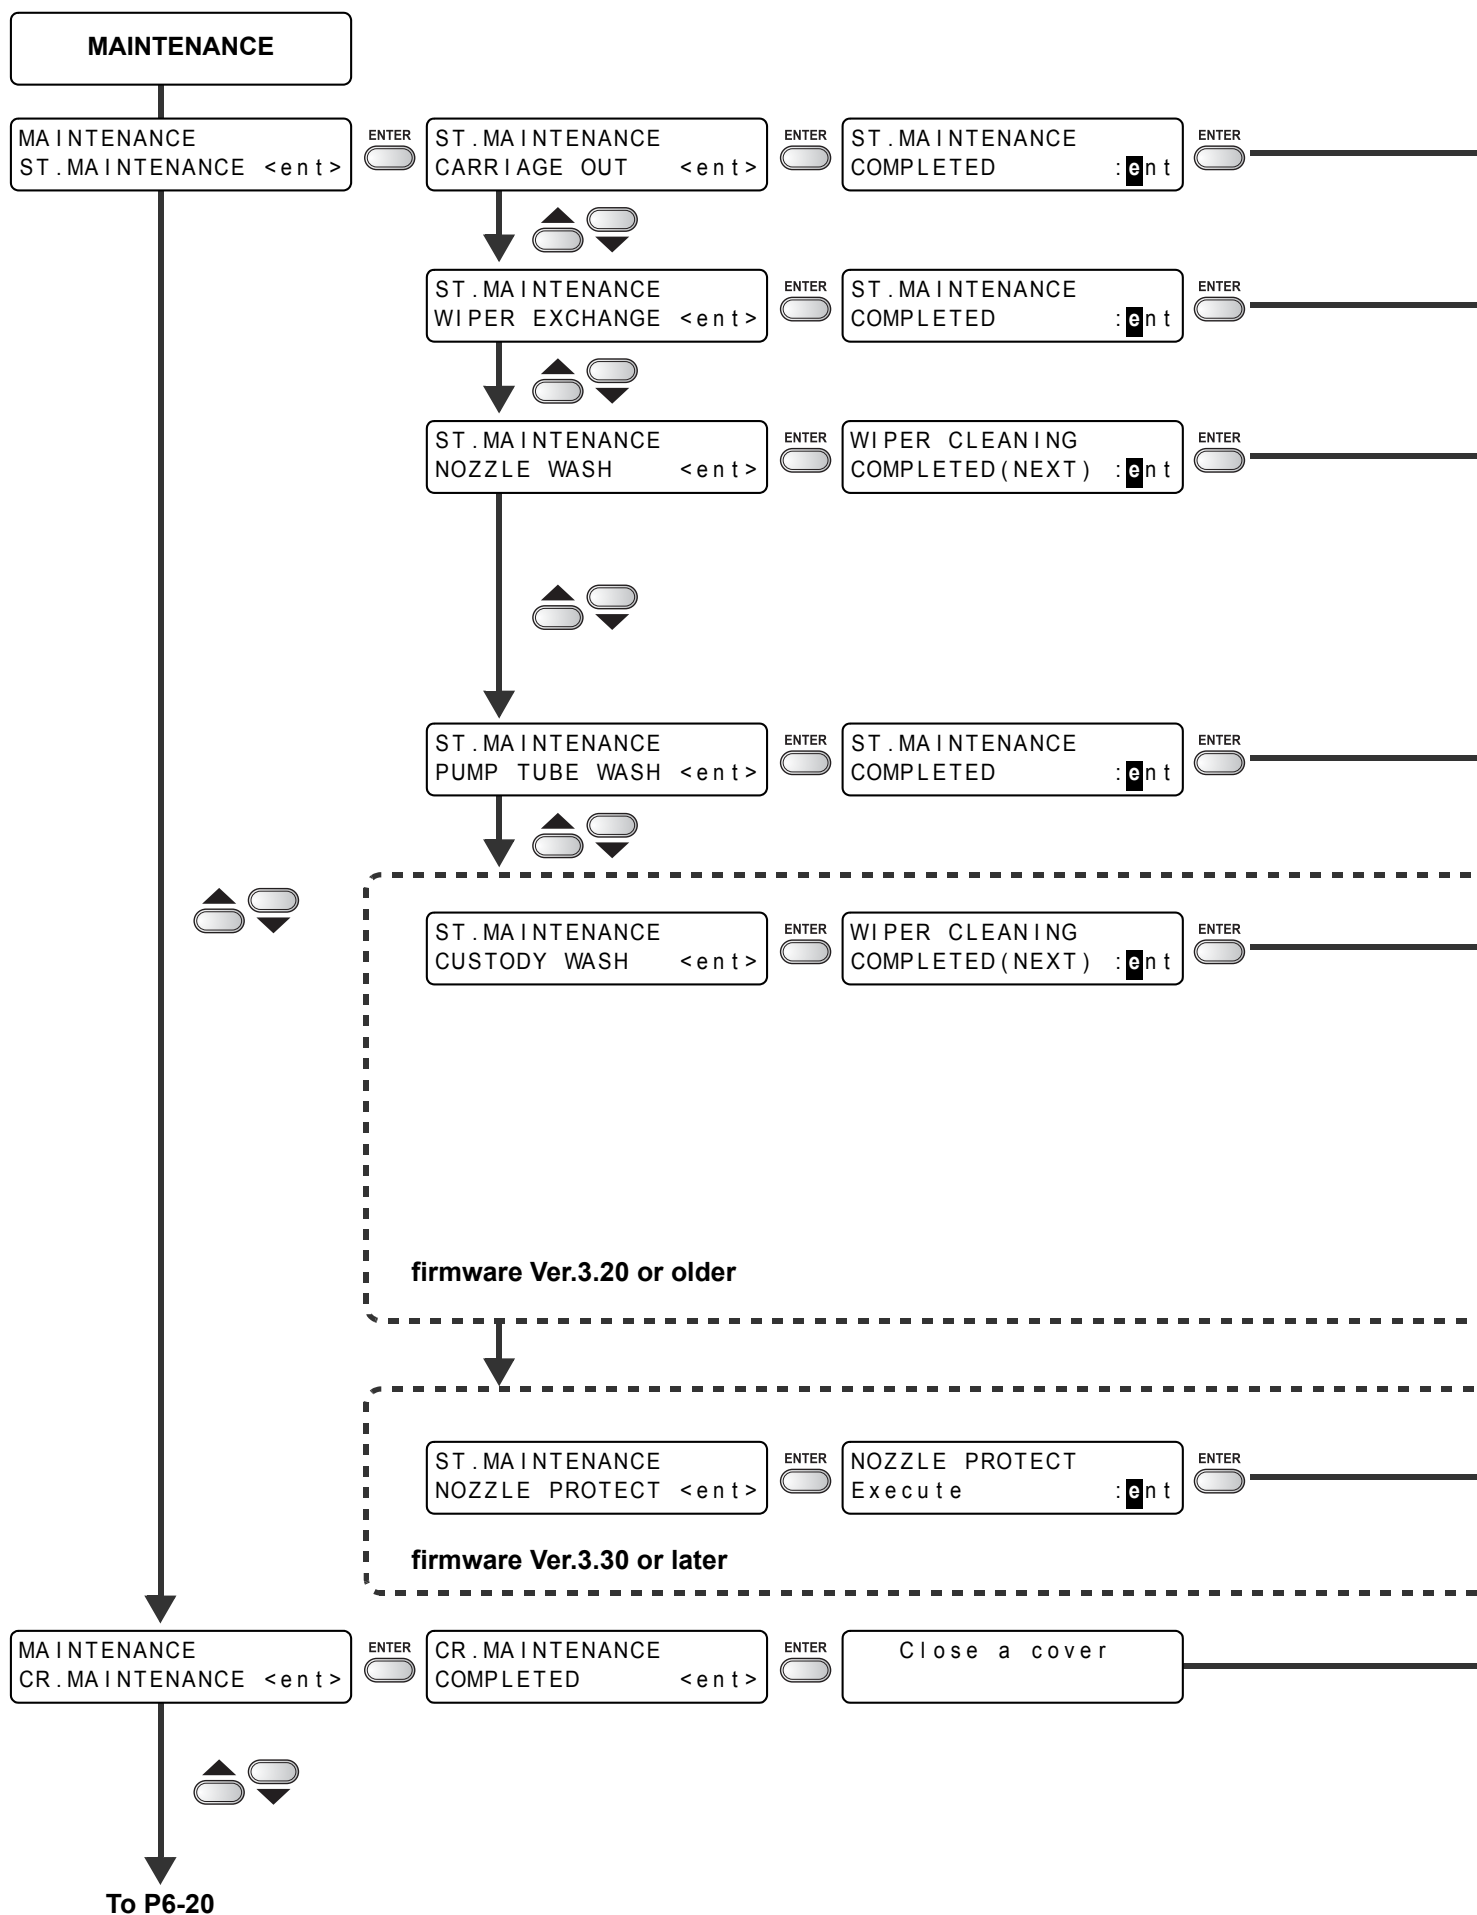 MAINTENANCE
MAINTENANCE
ST.MAINTENANCE <ent>
ENTER
ST.MAINTENANCE
CARRIAGE OUT <ent>
ENTER
ST.MAINTENANCE
COMPLETED :ent
ENTER
ST.MAINTENANCE
WIPER EXCHANGE <ent>
ENTER
ST.MAINTENANCE
COMPLETED :ent
ENTER
ST.MAINTENANCE
NOZZLE WASH <ent>
ENTER
WIPER CLEANING
COMPLETED(NEXT) :ent
ENTER
ST.MAINTENANCE
PUMP TUBE WASH <ent>
ENTER
ST.MAINTENANCE
COMPLETED :ent
ENTER
ST.MAINTENANCE
CUSTODY WASH <ent>
ENTER
WIPER CLEANING
COMPLETED(NEXT) :ent
ENTER
firmware Ver.3.20 or older
ST.MAINTENANCE
NOZZLE PROTECT <ent>
ENTER
NOZZLE PROTECT
Execute :ent
ENTER
firmware Ver.3.30 or later
MAINTENANCE
CR.MAINTENANCE <ent>
ENTER
CR.MAINTENANCE
COMPLETED <ent>
ENTER
Close a cover
To P6-20